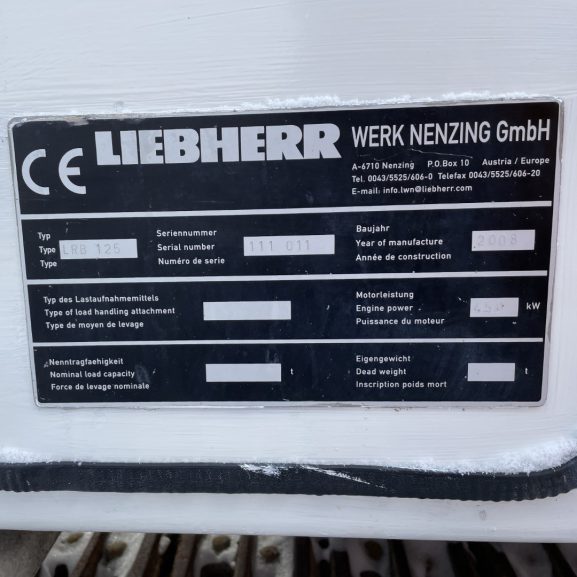 CE LIEBHERR WERK NENZING GmbH
A-6710 Nenzing P.O.Box 10 Austria / Europe
Tel. 0043/5525/606-0 Telefax 0043/5525/606-20
E-mail: info.lwn@liebherr.com
Typ
Type LRB 125
Type
Seriennummer
Serial number 111 011
Numéro de serie
Baujahr
Year of manufacture 2008
Année de construction
Typ des Lastaufnahmemittels
Type of load handling attachment
Type de moyen de levage
Motorleistung
Engine power kW
Puissance du moteur
Nenntragfaehigkeit
Nominal load capacity t
Force de levage nominale
Eigengewicht
Dead weight t
Inscription poids mort